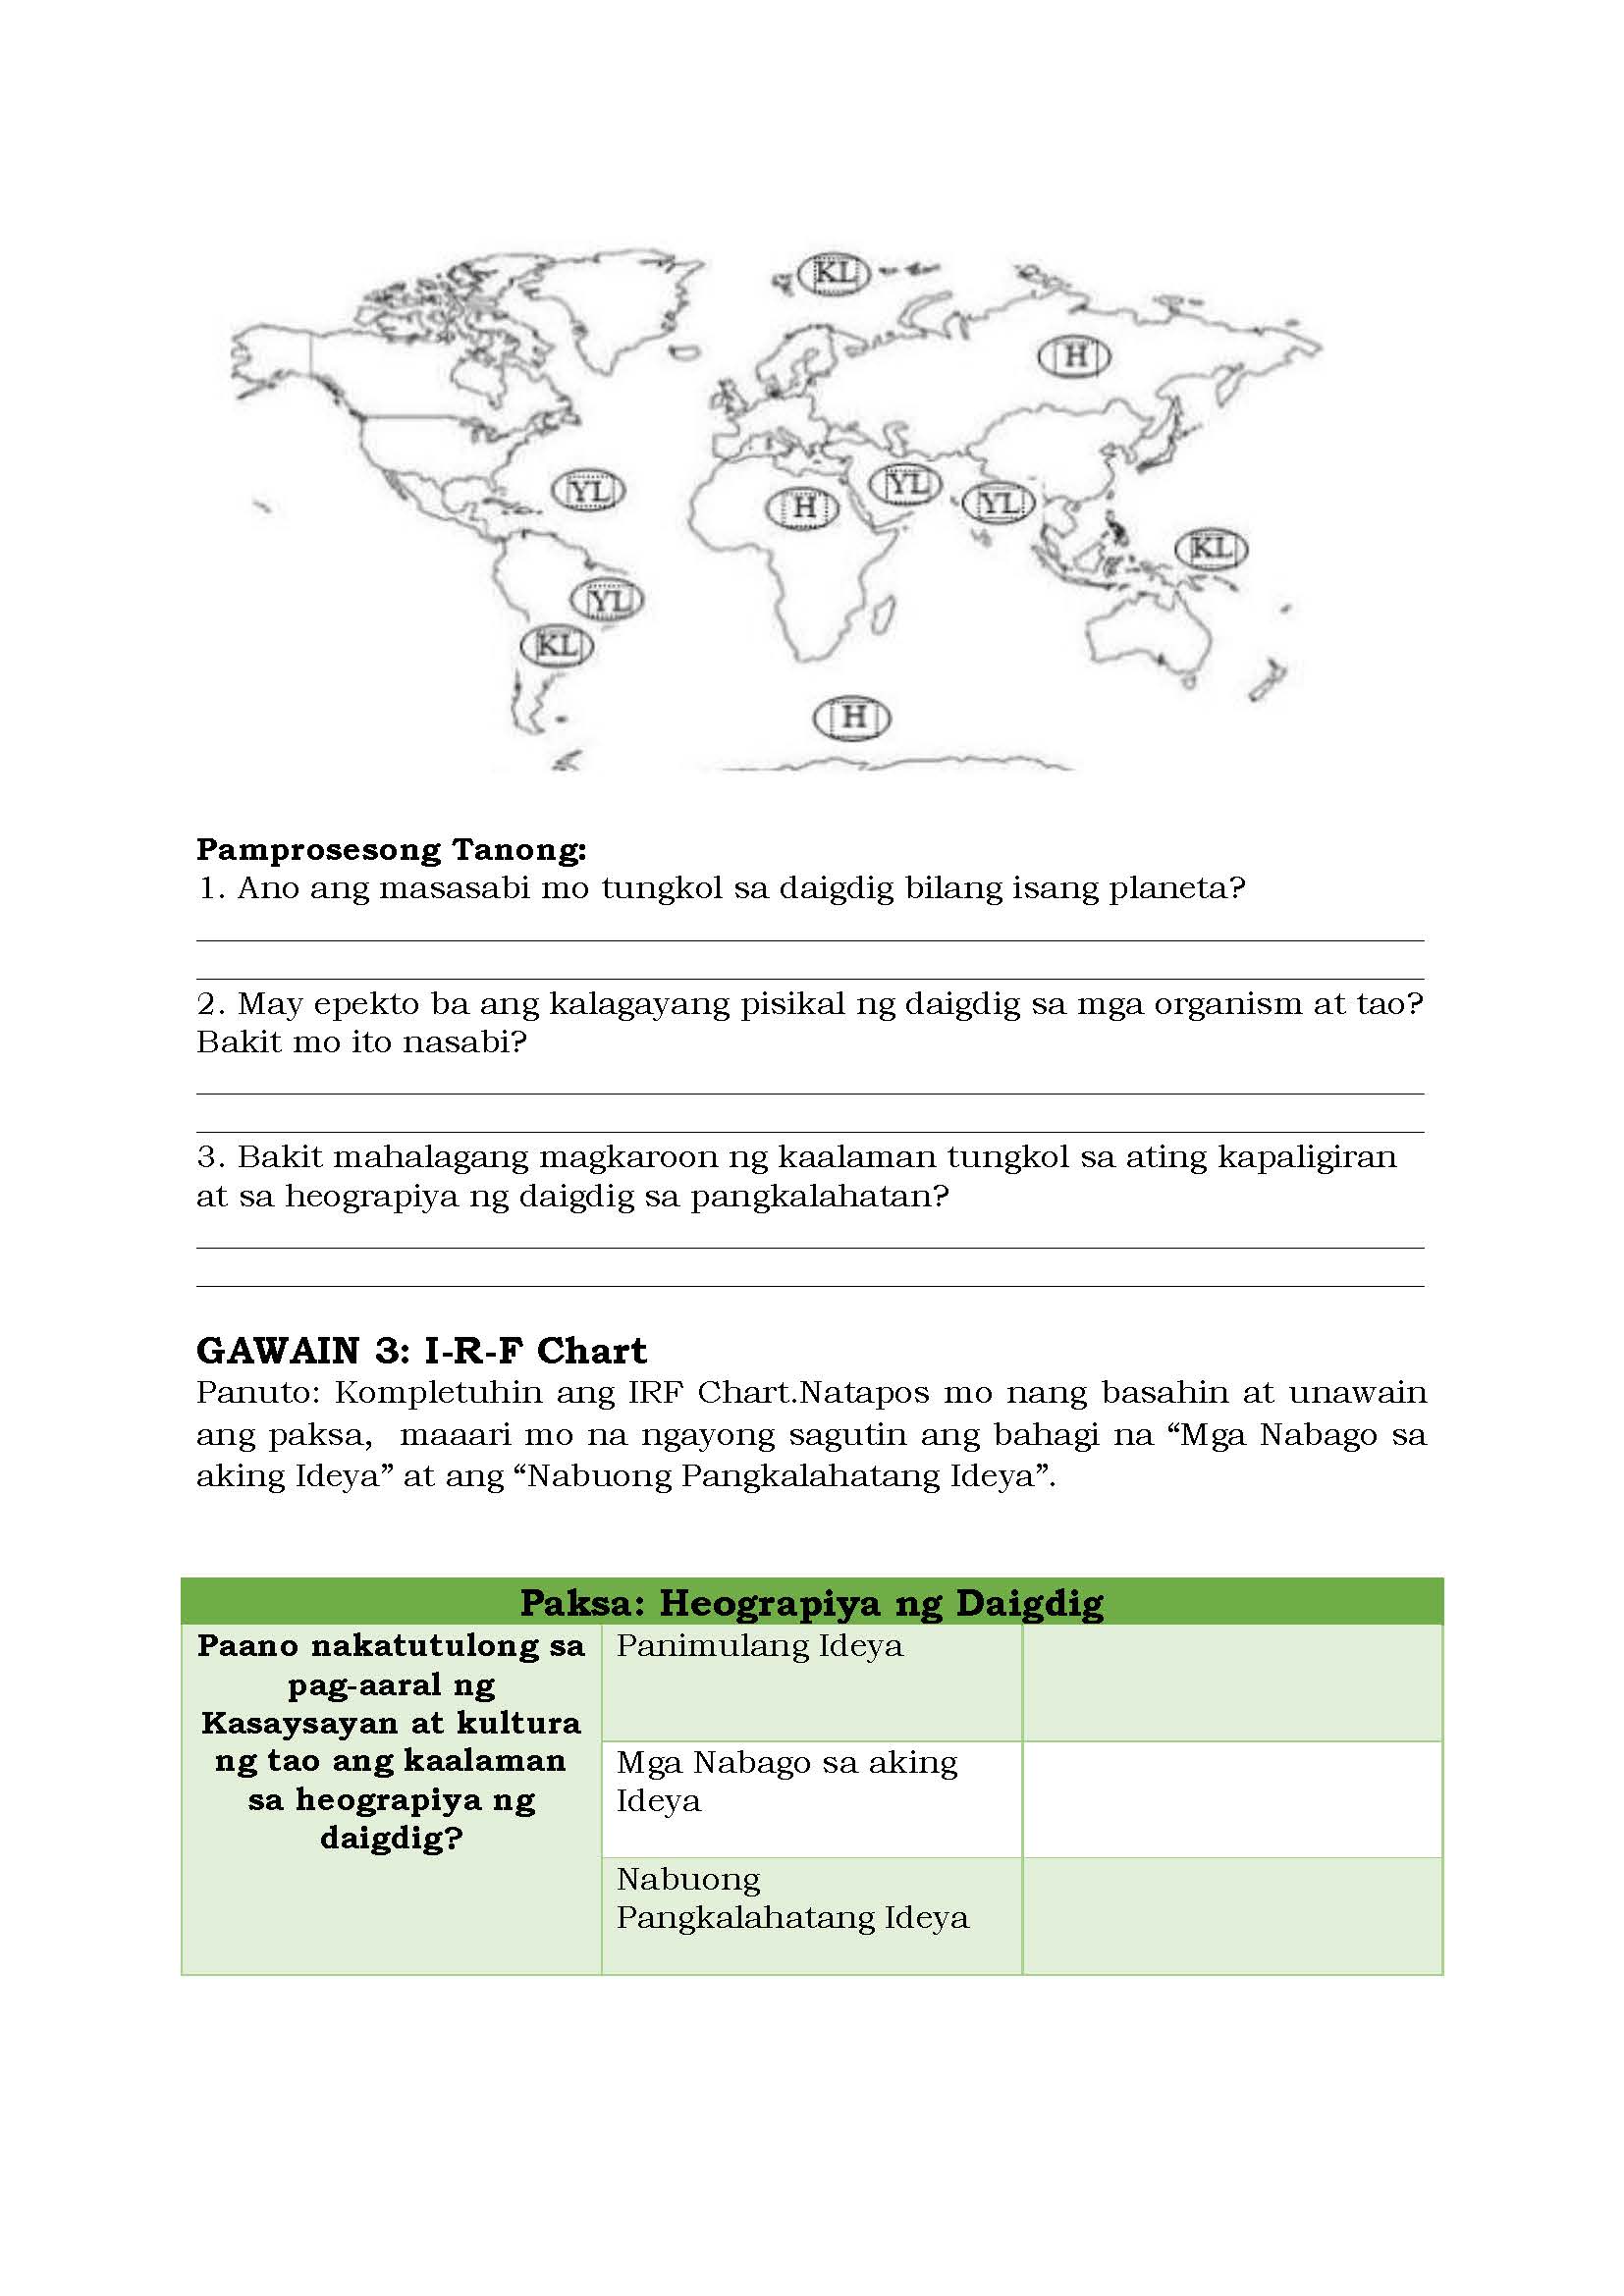 KL
H
YL
H
YL
YL
KL
YL
KL
H
Pamprosesong Tanong:
1. Ano ang masasabi mo tungkol sa daigdig bilang isang planeta?
2. May epekto ba ang kalagayang pisikal ng daigdig sa mga organism at tao?
Bakit mo ito nasabi?
3. Bakit mahalagang magkaroon ng kaalaman tungkol sa ating kapaligiran
at sa heograpiya ng daigdig sa pangkalahatan?
GAWAIN 3: I-R-F Chart
Panuto: Kompletuhin ang IRF Chart.Natapos mo nang basahin at unawain
ang paksa, maaari mo na ngayong sagutin ang bahagi na “Mga Nabago sa
aking Ideya” at ang “Nabuong Pangkalahatang Ideya”.
Paksa: Heograpiya ng Daigdig
Paano nakatutulong sa
pag-aaral ng
Kasaysayan at kultura
ng tao ang kaalaman
sa heograpiya ng
daigdig?
Panimulang Ideya
Mga Nabago sa aking
Ideya
Nabuong
Pangkalahatang Ideya